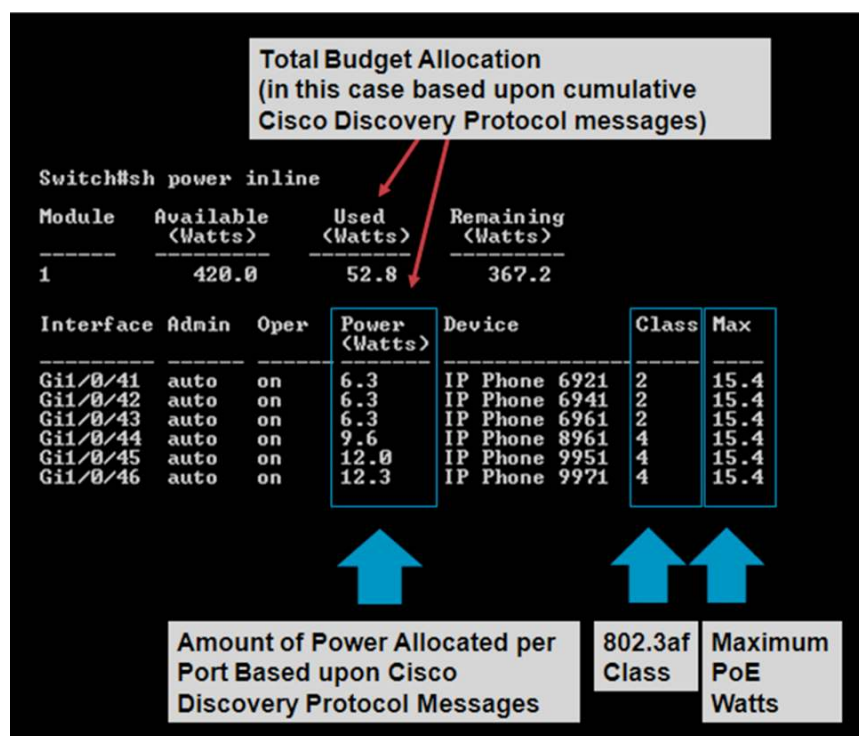 Total Budget Allocation
(in this case based upon cumulative
Cisco Discovery Protocol messages)
Switch#sh power inline
Module Available Used Remaining
(Watts) (Watts) (Watts)
1 420.0 52.8 367.2
Interface Admin Oper Power Device Class Max
(Watts)
Gi1/0/41 auto on 6.3 IP Phone 6921 2 15.4
Gi1/0/42 auto on 6.3 IP Phone 6941 2 15.4
Gi1/0/43 auto on 6.3 IP Phone 6961 2 15.4
Gi1/0/44 auto on 9.6 IP Phone 8961 4 15.4
Gi1/0/45 auto on 12.0 IP Phone 9951 4 15.4
Gi1/0/46 auto on 12.3 IP Phone 9971 4 15.4
Amount of Power Allocated per
Port Based upon Cisco
Discovery Protocol Messages
802.3af
Class
Maximum
PoE
Watts